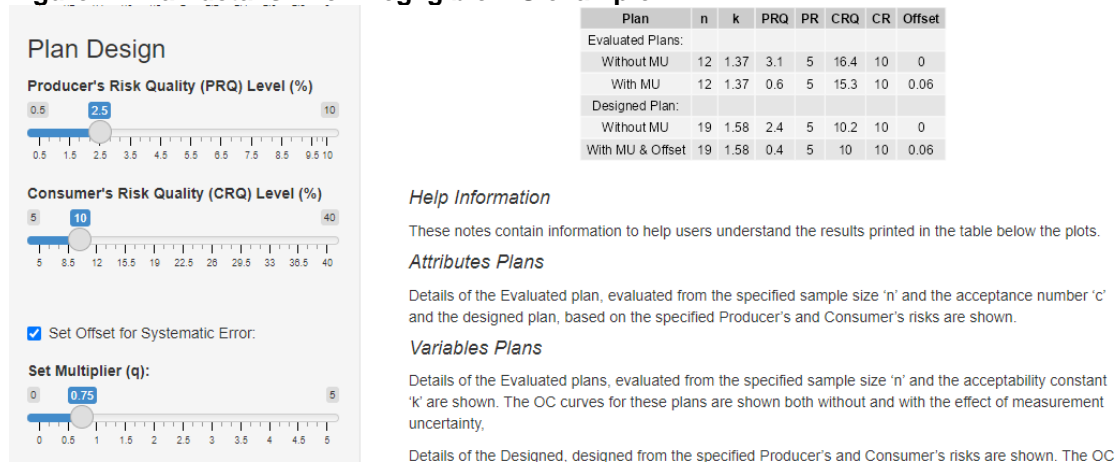 Plan Design
Producer's Risk Quality (PRQ) Level (%)
0.5 2.5 10
0.5 1.5 2.5 3.5 4.5 5.5 6.5 7.5 8.5 9.5 10
Consumer's Risk Quality (CRQ) Level (%)
5 10 40
5 8.5 12 15.5 19 22.5 26 29.5 33 36.5 40
Set Offset for Systematic Error:
Set Multiplier (q):
0 0.75 5
0 0.5 1 1.5 2 2.5 3 3.5 4 4.5 5
Plan n k PRQ PR CRQ CR Offset
Evaluated Plans:
Without MU 12 1.37 3.1 5 16.4 10 0
With MU 12 1.37 0.6 5 15.3 10 0.06
Designed Plan:
Without MU 19 1.58 2.4 5 10.2 10 0
With MU & Offset 19 1.58 0.4 5 10 10 0.06
Help Information
These notes contain information to help users understand the results printed in the table below the plots.
Attributes Plans
Details of the Evaluated plan, evaluated from the specified sample size ‘n’ and the acceptance number ‘c’
and the designed plan, based on the specified Producer’s and Consumer’s risks are shown.
Variables Plans
Details of the Evaluated plans, evaluated from the specified sample size ‘n’ and the acceptability constant
‘k’ are shown. The OC curves for these plans are shown both without and with the effect of measurement
uncertainty,
Details of the Designed, designed from the specified Producer’s and Consumer’s risks are shown. The OC